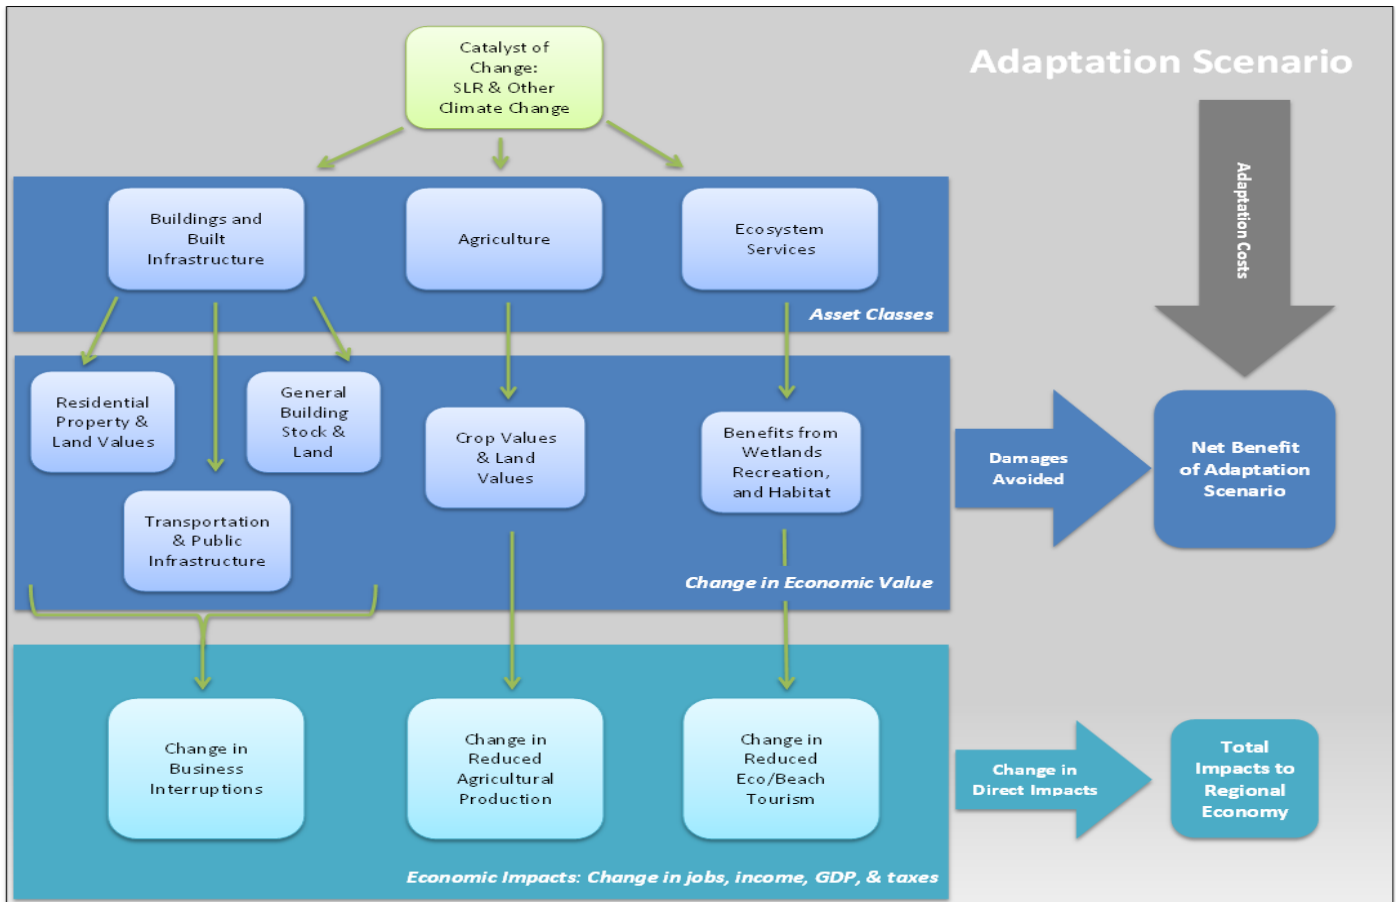 Catalyst of
Change:
SLR & Other
Climate Change
Adaptation Scenario
Adaptation Costs
Buildings and
Built
Infrastructure
Agriculture
Ecosystem
Services
Asset Classes
Residential
Property &
Land Values
General
Building
Stock &
Land
Transportation
& Public
Infrastructure
Crop Values
& Land
Values
Benefits from
Wetlands
Recreation,
and Habitat
Change in Economic Value
Damages
Avoided
Net Benefit
of Adaptation
Scenario
Change in
Business
Interruptions
Change in
Reduced
Agricultural
Production
Change in
Reduced
Eco/Beach
Tourism
Economic Impacts: Change in jobs, income, GDP, & taxes
Change in
Direct Impacts
Total
Impacts to
Regional
Economy